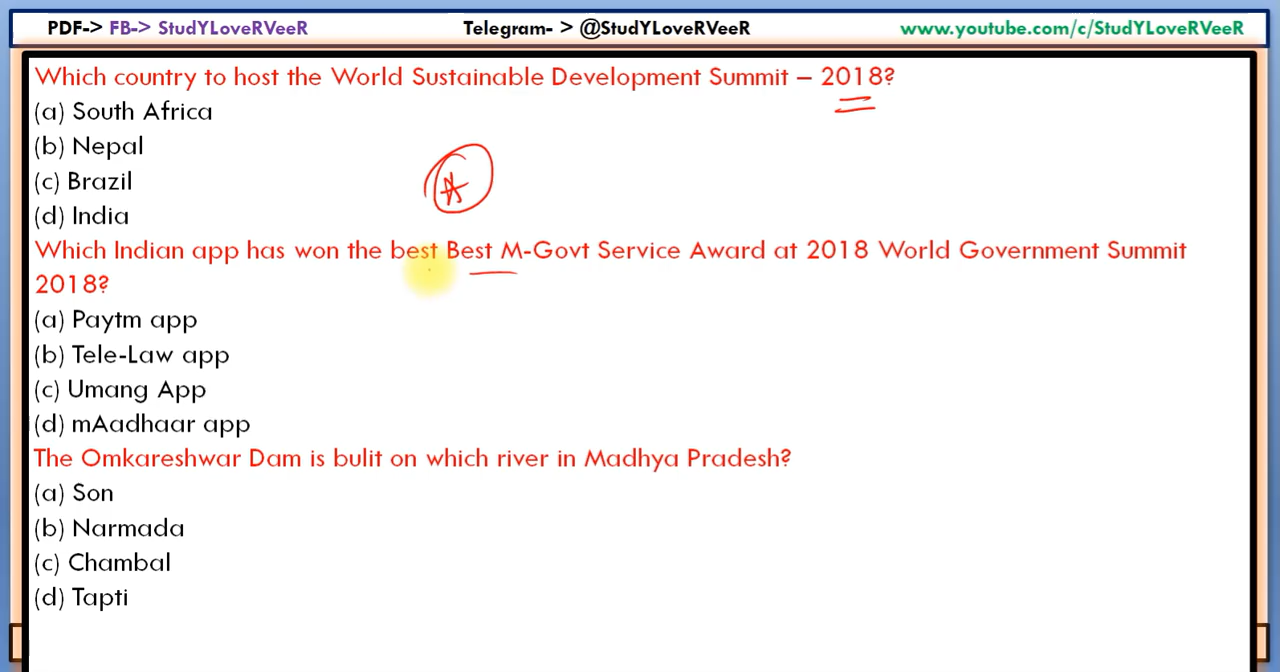 PDF-> FB-> StudYLoveRVeeR Telegram- > @StudYLoveRVeeR www.youtube.com/c/StudYLoveRVeeR
Which country to host the World Sustainable Development Summit – 2018?
(a) South Africa
(b) Nepal
(c) Brazil
(d) India
Which Indian app has won the best Best M-Govt Service Award at 2018 World Government Summit
2018?
(a) Paytm app
(b) Tele-Law app
(c) Umang App
(d) mAadhaar app
The Omkareshwar Dam is bulit on which river in Madhya Pradesh?
(a) Son
(b) Narmada
(c) Chambal
(d) Tapti